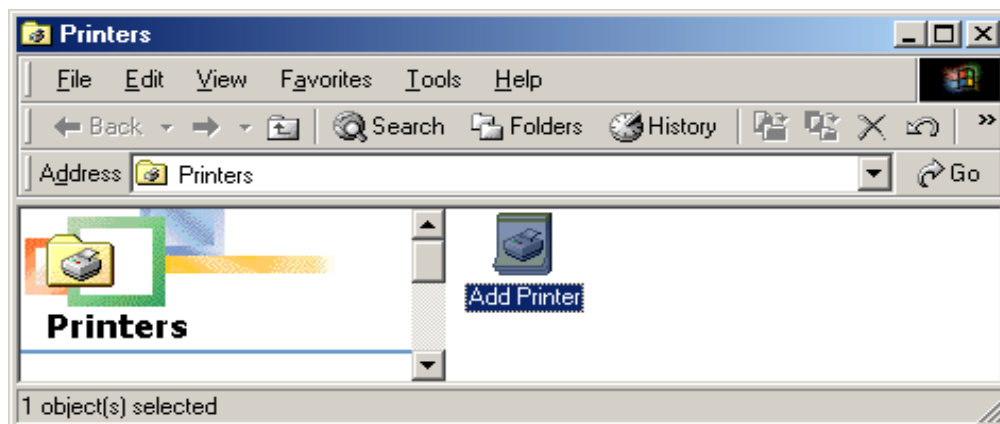 Printers
File Edit View Favorites Tools Help
Back Search Folders History »
Address Printers Go
Printers
Add Printer
1 object(s) selected